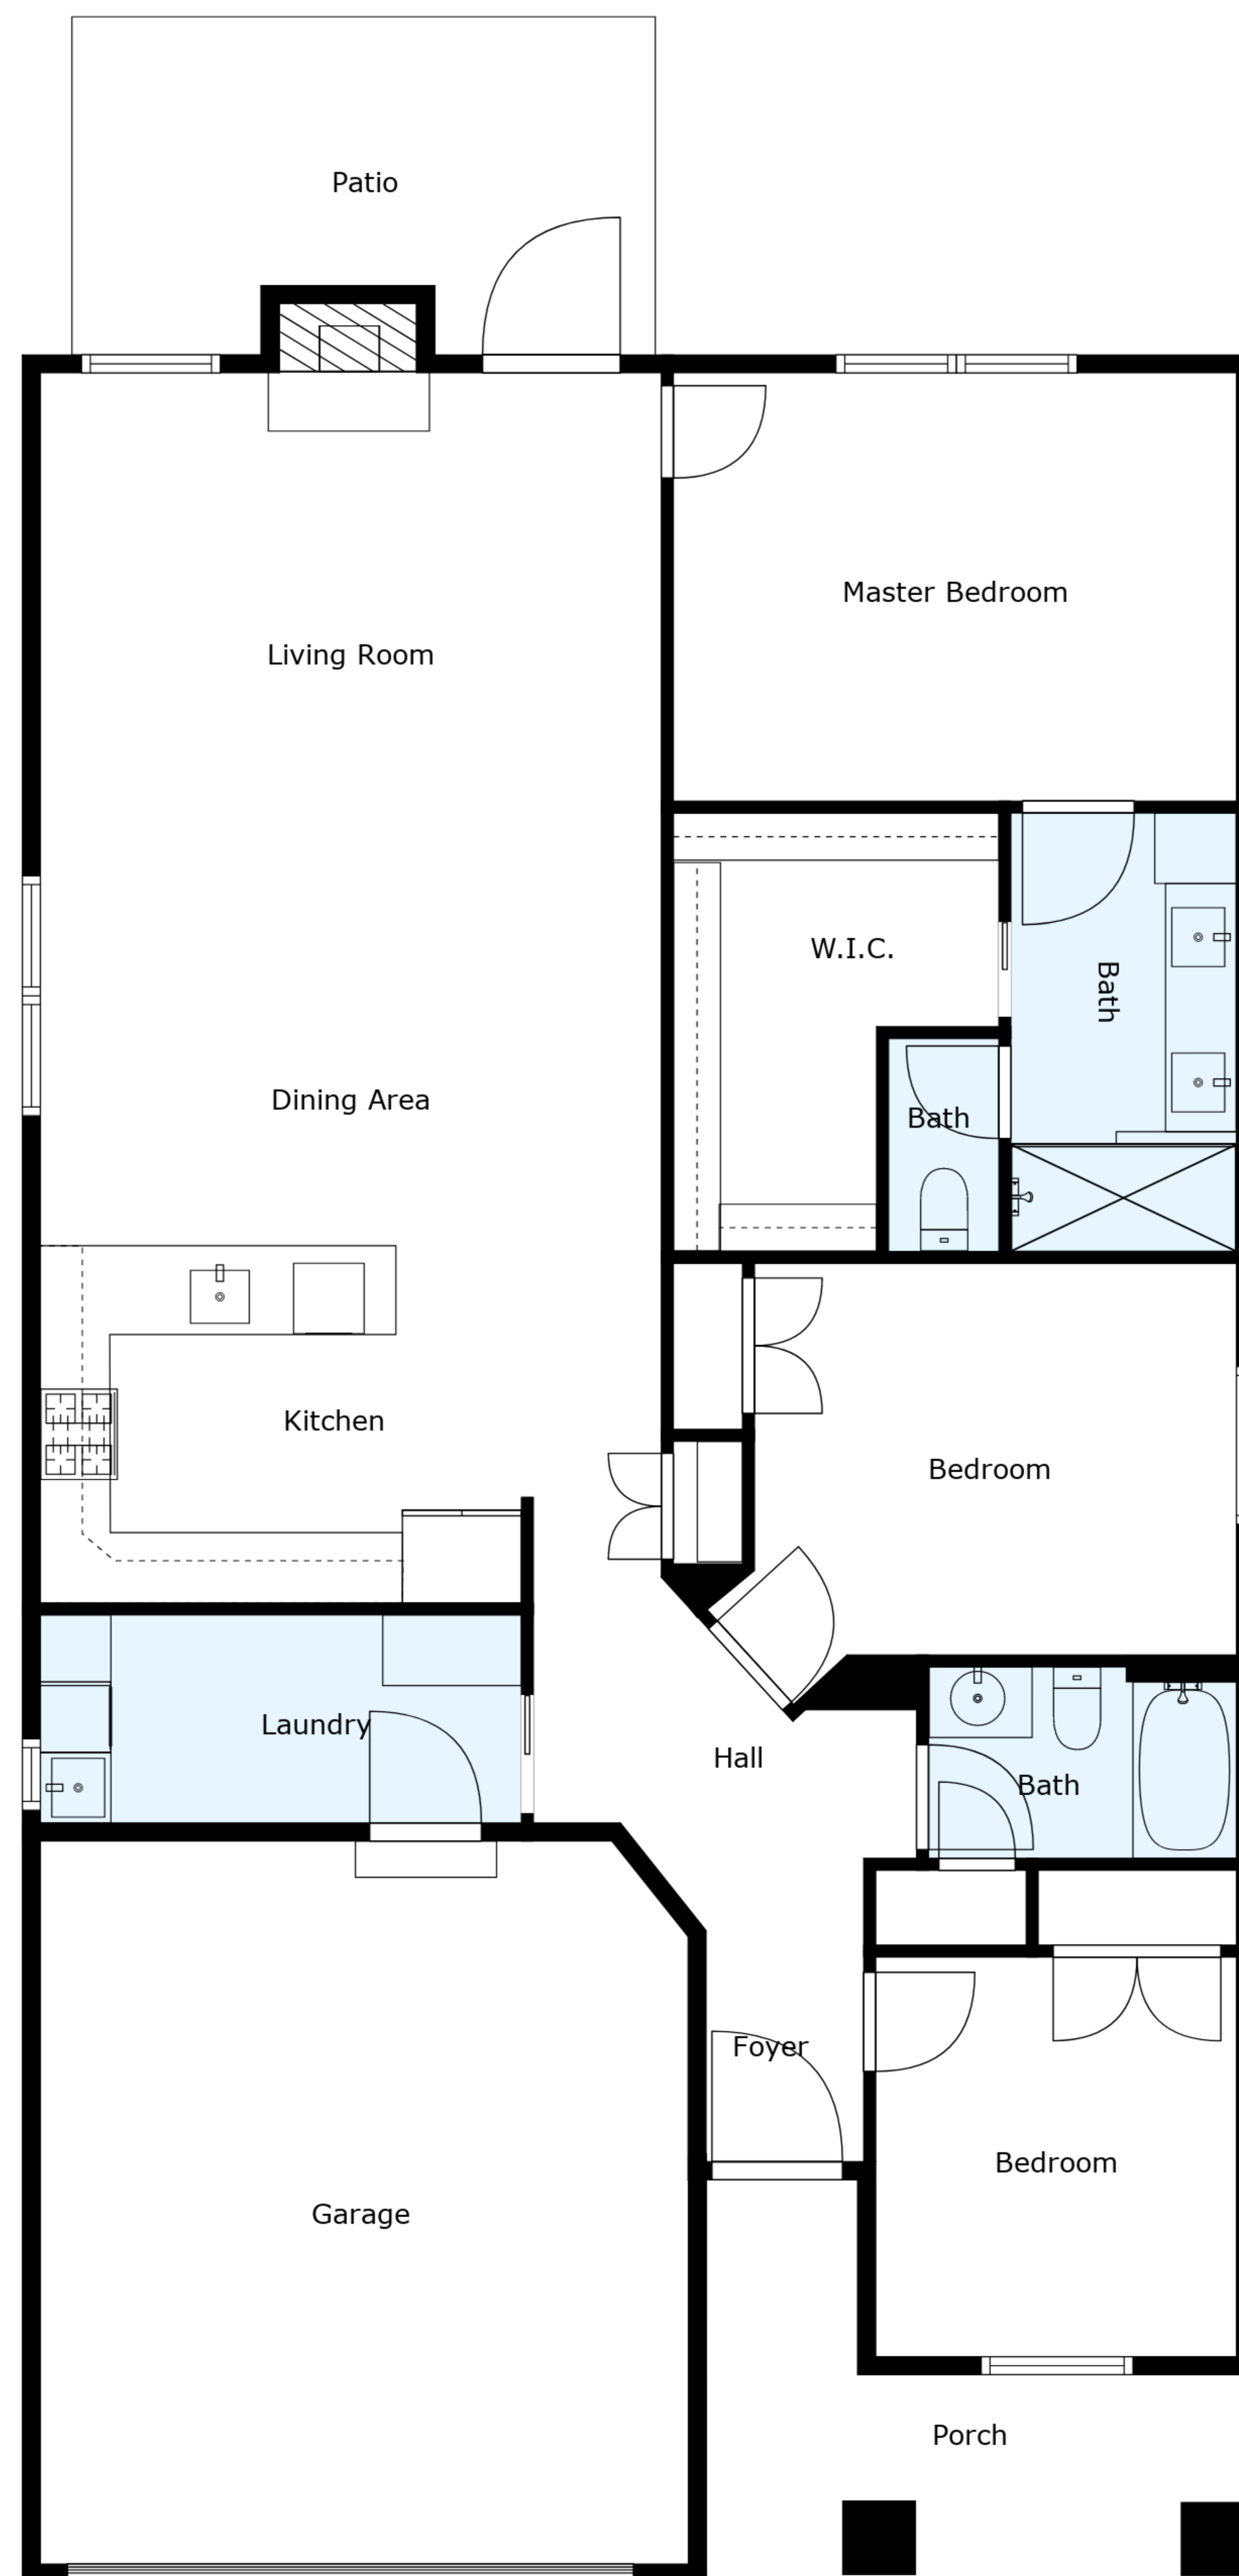 Patio
Master Bedroom
Living Room
W.I.C.
Bath
Dining Area
Bath
Kitchen
Bedroom
Laundry
Hall
Bath
Foyer
Bedroom
Garage
Porch